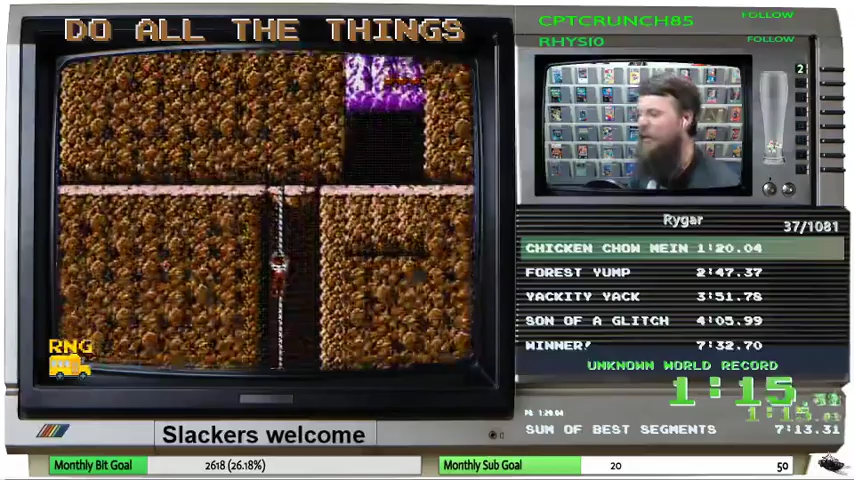 DO ALL THE THINGS
CPTCRUNCH85 FOLLOW
RHYSIO FOLLOW
2
Rygar 37/1081
CHICKEN CHOW MEIN 1:20.04
FOREST YUMP 2:47.37
YACKITY YACK 3:51.78
SON OF A GLITCH 4:05.99
WINNER! 7:32.70
RNG
UNKNOWN WORLD RECORD
1:15
SUM OF BEST SEGMENTS 7:13.31
Slackers welcome
Monthly Bit Goal 2618 (26.18%)
Monthly Sub Goal 20 50